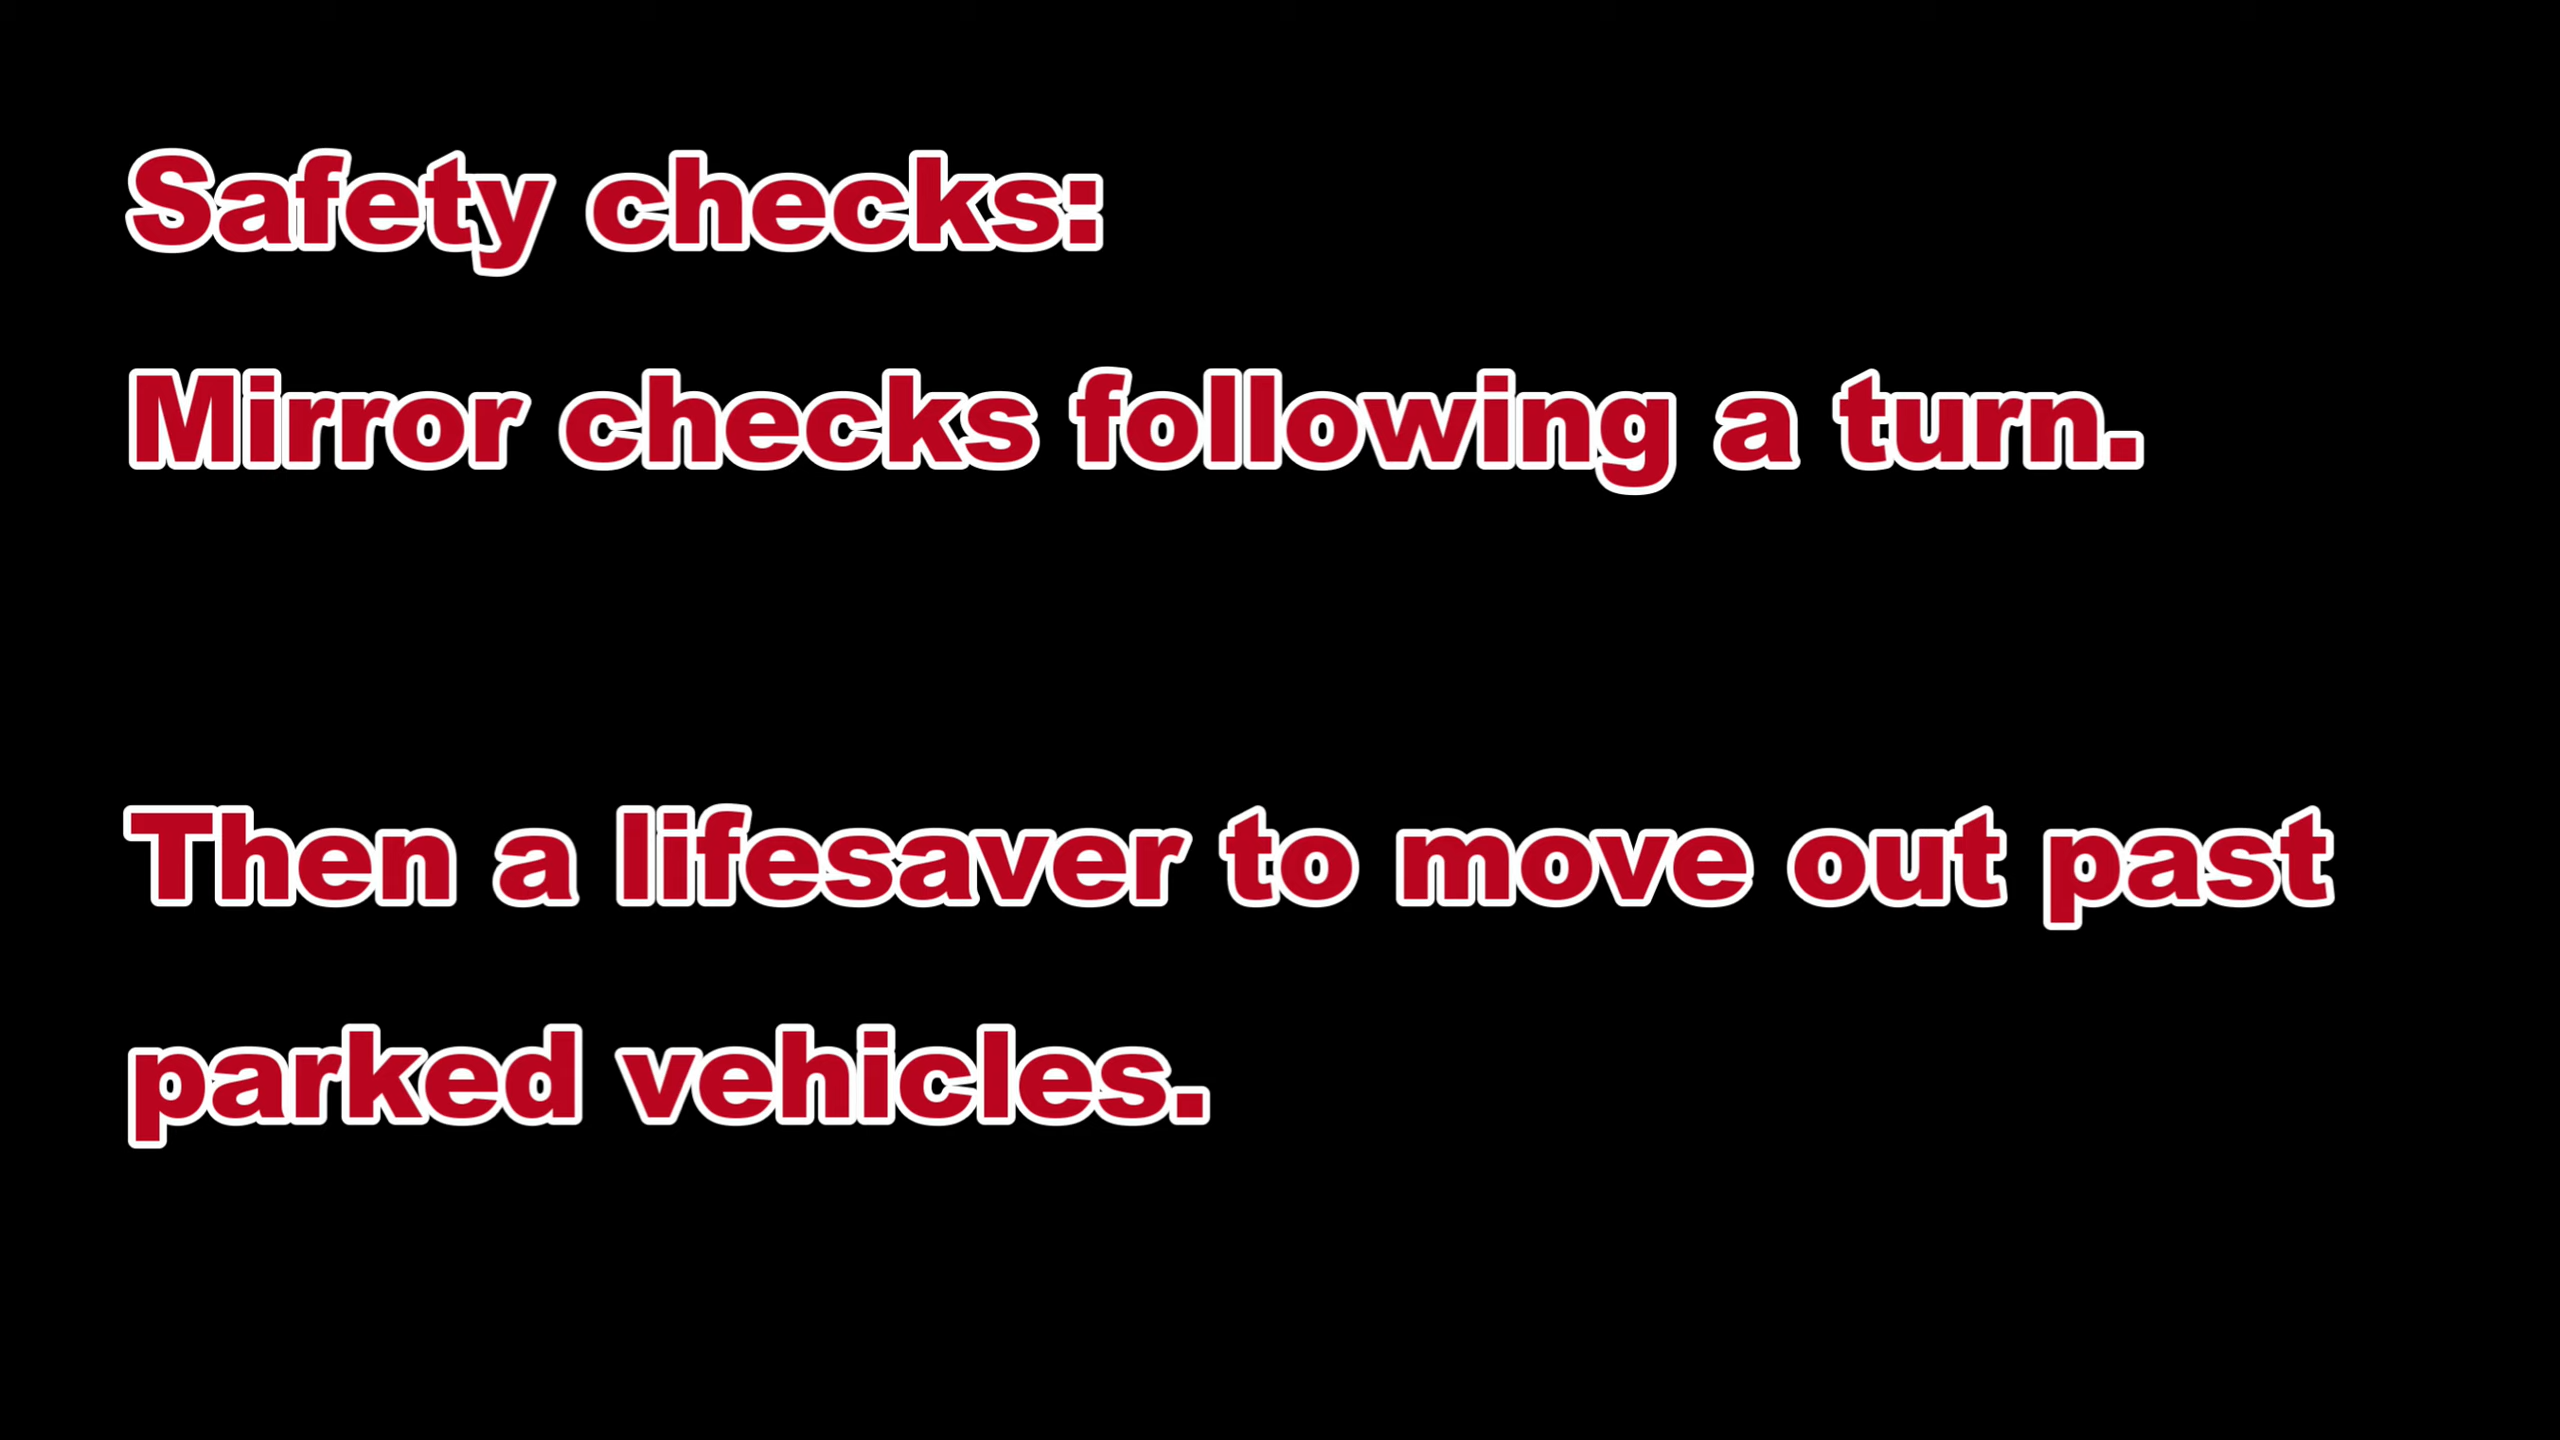 Safety checks:
Mirror checks following a turn.
Then a lifesaver to move out past
parked vehicles.